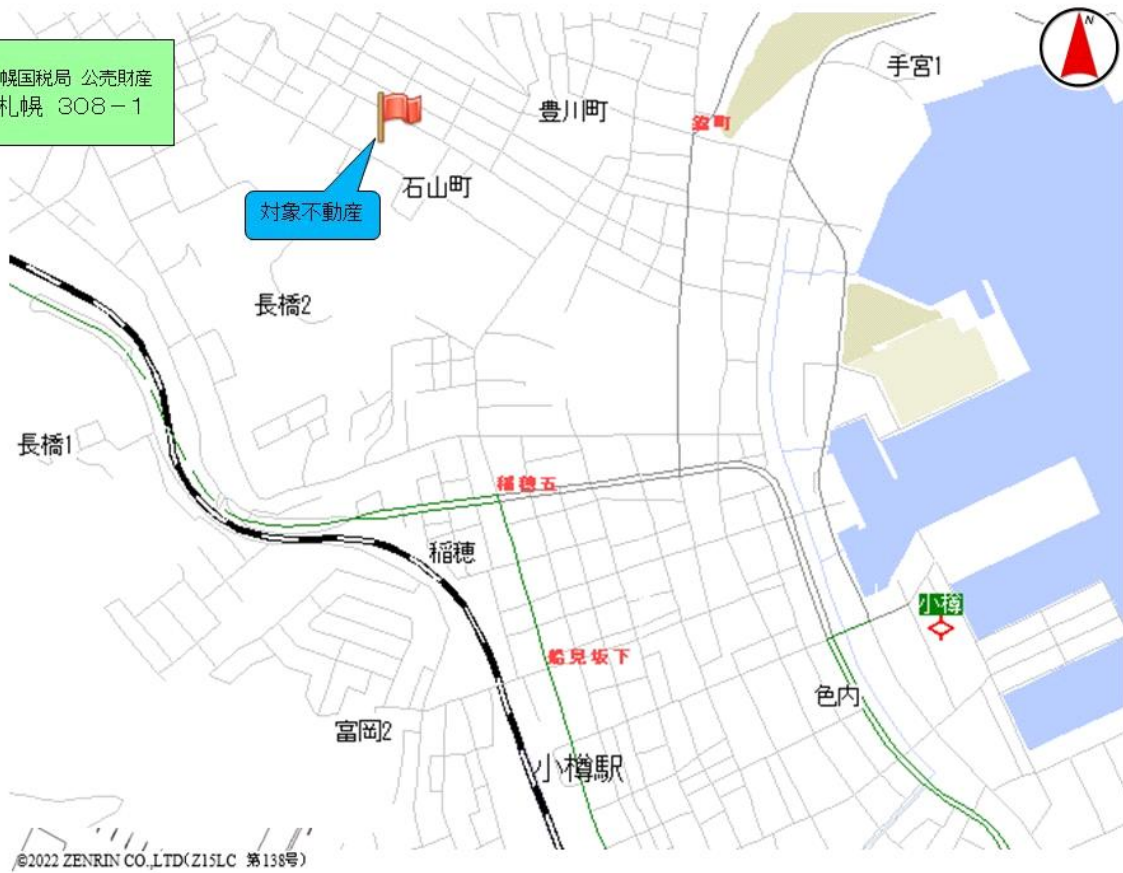 幌国税局 公売財産
札幌 308-1
N
手宮1
豊川町
梁町
石山町
対象不動産
長橋2
長橋1
稲穂五
稲穂
小樽
船見坂下
色内
富岡2
小樽駅
©2022 ZENRIN CO.,LTD(Z15LC 第138号)